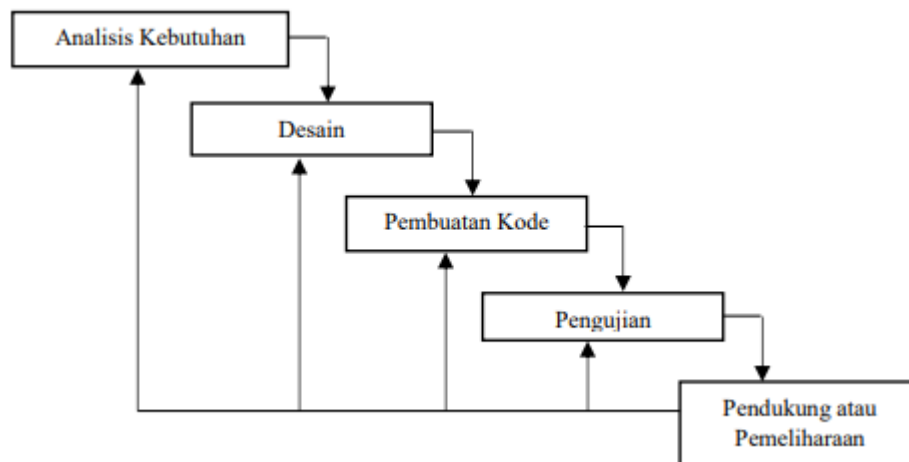 Analisis Kebutuhan
Desain
Pembuatan Kode
Pengujian
Pendukung atau
Pemeliharaan